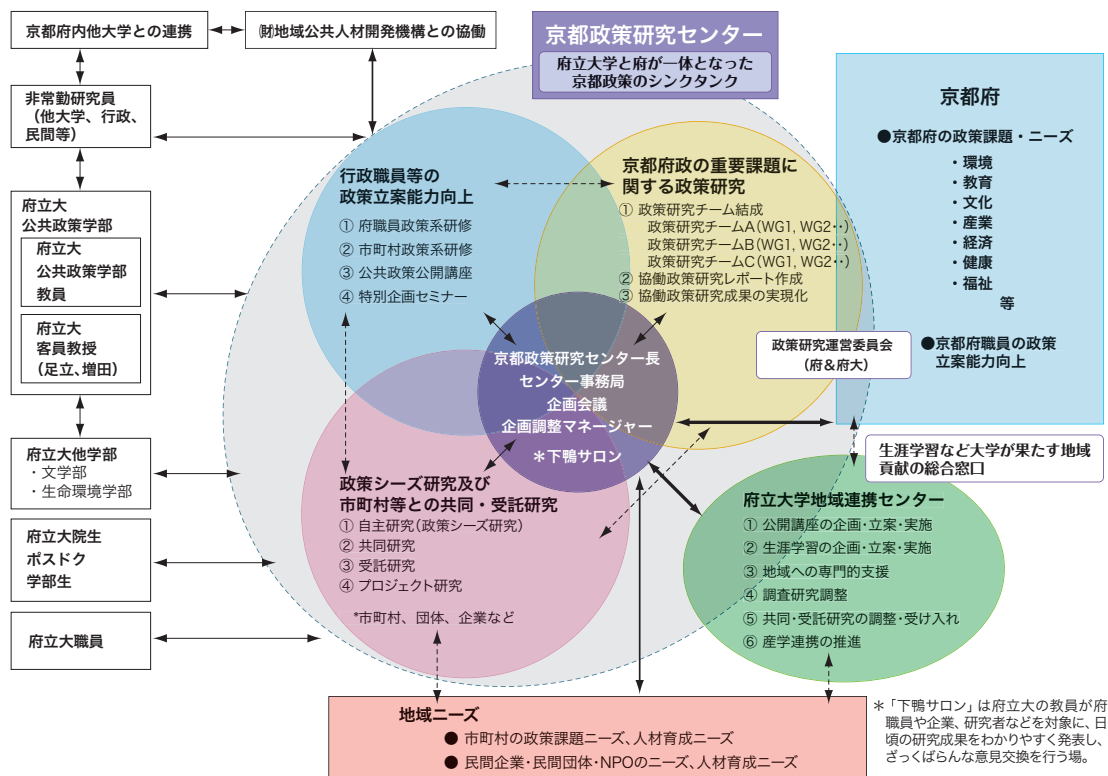 京都府内他大学との連携
㈶地域公共人材開発機構との協働
京都政策研究センター
府立大学と府が一体となった
京都政策のシンクタンク
非常勤研究員
（他大学、行政、
民間等）
府立大
公共政策学部
府立大
公共政策学部
教員
府立大
客員教授
（足立、増田）
府立大他学部
・文学部
・生命環境学部
府立大院生
ポスドク
学部生
府立大職員
行政職員等の
政策立案能力向上
① 府職員政策系研修
② 市町村政策系研修
③ 公共政策公開講座
④ 特別企画セミナー
京都府政の重要課題に
関する政策研究
① 政策研究チーム結成
政策研究チームA（WG1, WG2‥）
政策研究チームB（WG1, WG2‥）
政策研究チームC（WG1, WG2‥）
② 協働政策研究レポート作成
③ 協働政策研究成果の実現化
京都政策研究センター長
センター事務局
企画会議
企画調整マネージャー
＊下鴨サロン
政策シーズ研究及び
市町村等との共同・受託研究
① 自主研究（政策シーズ研究）
② 共同研究
③ 受託研究
④ プロジェクト研究
*市町村、団体、企業など
京都府
●京都府の政策課題・ニーズ
・環境
・教育
・文化
・産業
・経済
・健康
・福祉
等
●京都府職員の政策
立案能力向上
政策研究運営委員会
（府＆府大）
生涯学習など大学が果たす地域
貢献の総合窓口
府立大学地域連携センター
① 公開講座の企画・立案・実施
② 生涯学習の企画・立案・実施
③ 地域への専門的支援
④ 調査研究調整
⑤ 共同・受託研究の調整・受け入れ
⑥ 産学連携の推進
地域ニーズ
● 市町村の政策課題ニーズ、人材育成ニーズ
● 民間企業・民間団体・NPOのニーズ、人材育成ニーズ
＊「下鴨サロン」は府立大の教員が府
職員や企業、研究者などを対象に、日
頃の研究成果をわかりやすく発表し、
ざっくばらんな意見交換を行う場。